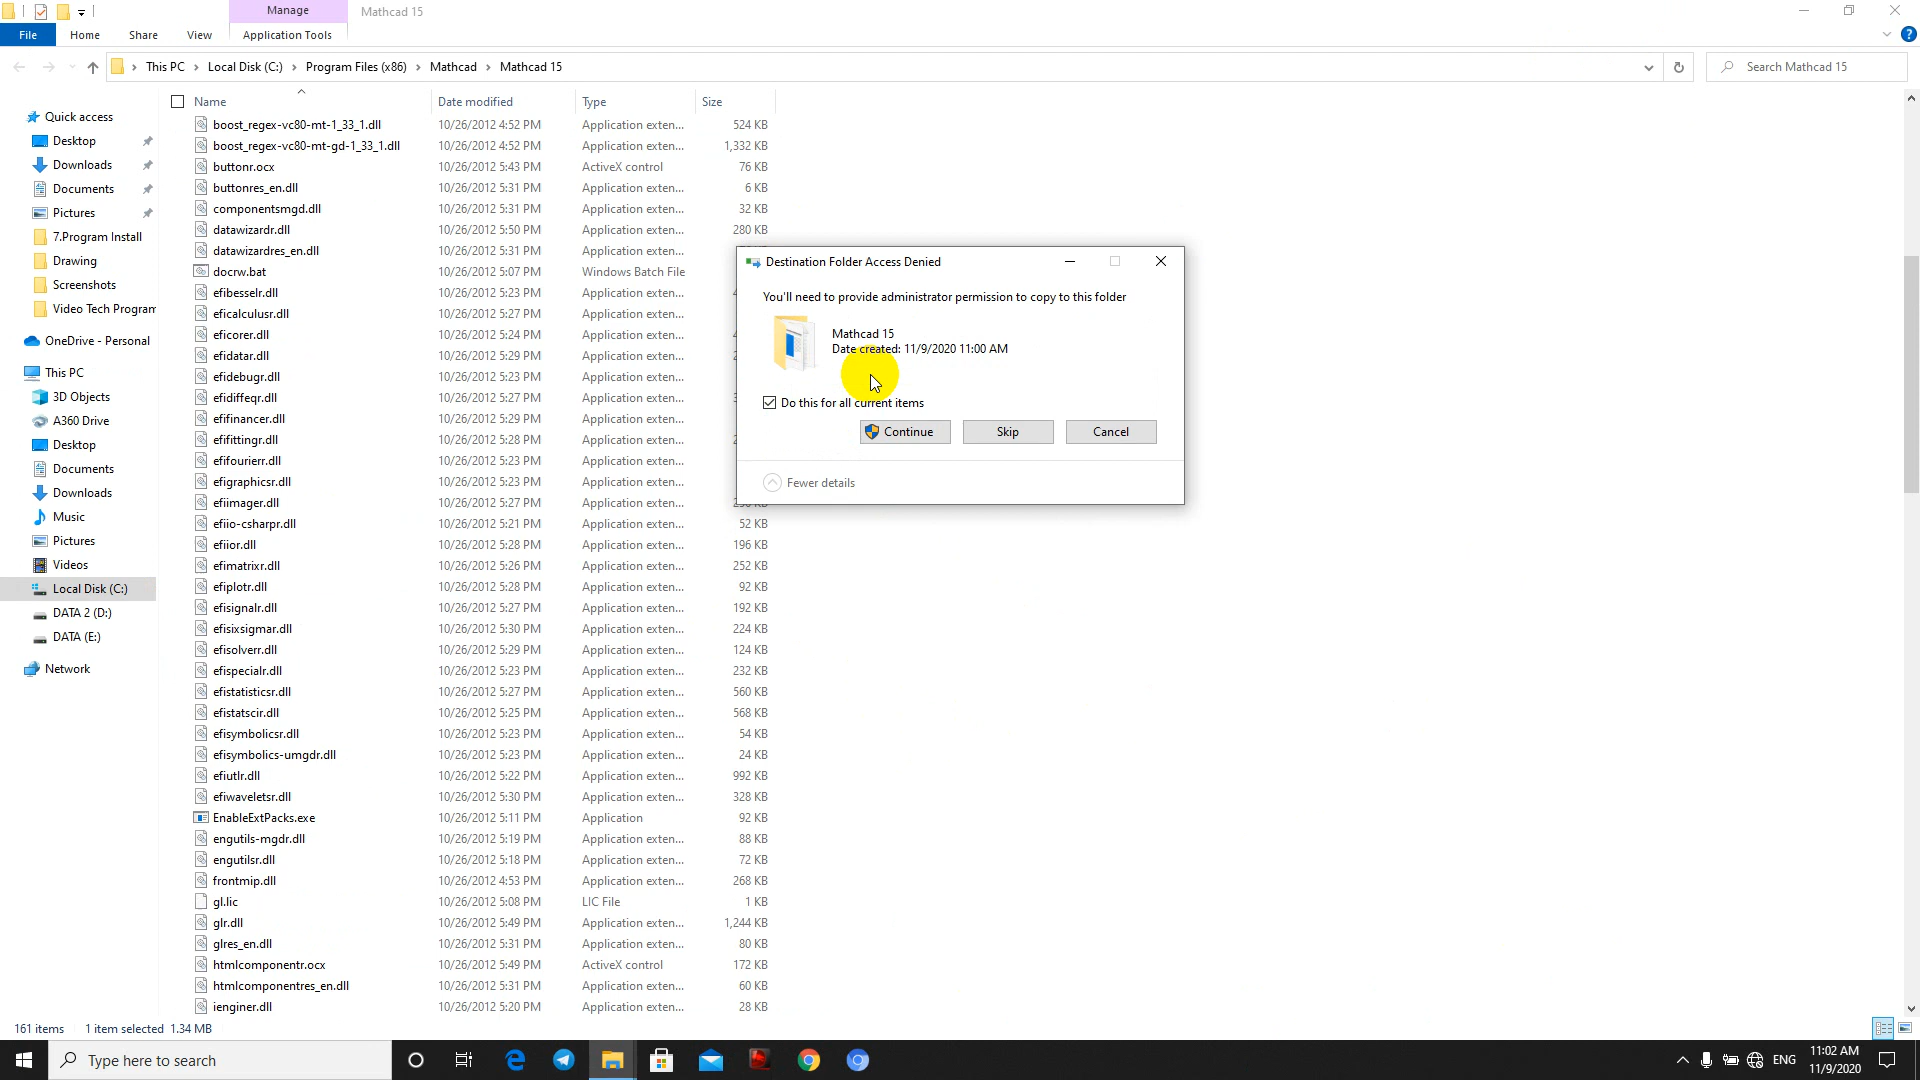 Manage
Mathcad 15
File
Home
Share
View
Application Tools
This PC
Local Disk (C:)
Program Files (x86)
Mathcad
Mathcad 15
Search Mathcad 15
Quick access
Desktop
Downloads
Documents
Pictures
7.Program Install
Drawing
Screenshots
Video Tech Program
OneDrive - Personal
This PC
3D Objects
A360 Drive
Desktop
Documents
Downloads
Music
Pictures
Videos
Local Disk (C:)
DATA 2 (D:)
DATA (E:)
Network
Name Date modified Type Size
boost_regex-vc80-mt-1_33_1.dll 10/26/2012 4:52 PM Application exten... 524 KB
boost_regex-vc80-mt-gd-1_33_1.dll 10/26/2012 4:52 PM Application exten... 1,332 KB
buttonr.ocx 10/26/2012 5:43 PM ActiveX control 76 KB
buttonres_en.dll 10/26/2012 5:31 PM Application exten... 6 KB
componentsmgd.dll 10/26/2012 5:31 PM Application exten... 32 KB
datawizardr.dll 10/26/2012 5:50 PM Application exten... 280 KB
datawizardres_en.dll 10/26/2012 5:31 PM Application exten...
docrw.bat 10/26/2012 5:07 PM Windows Batch File
efibesselr.dll 10/26/2012 5:23 PM Application exten...
eficalculusr.dll 10/26/2012 5:27 PM Application exten...
eficorer.dll 10/26/2012 5:24 PM Application exten...
efidatar.dll 10/26/2012 5:29 PM Application exten...
efidebugr.dll 10/26/2012 5:23 PM Application exten...
efidiffeqr.dll 10/26/2012 5:27 PM Application exten...
efifinancer.dll 10/26/2012 5:29 PM Application exten...
efifittingr.dll 10/26/2012 5:28 PM Application exten...
efifourierr.dll 10/26/2012 5:23 PM Application exten...
efigraphicsr.dll 10/26/2012 5:23 PM Application exten...
efiimager.dll 10/26/2012 5:27 PM Application exten...
efiio-csharpr.dll 10/26/2012 5:21 PM Application exten... 52 KB
efiior.dll 10/26/2012 5:28 PM Application exten... 196 KB
efimatrixr.dll 10/26/2012 5:26 PM Application exten... 252 KB
efiplotr.dll 10/26/2012 5:28 PM Application exten... 92 KB
efisignalr.dll 10/26/2012 5:27 PM Application exten... 192 KB
efisixsigmar.dll 10/26/2012 5:30 PM Application exten... 224 KB
efisolverr.dll 10/26/2012 5:29 PM Application exten... 124 KB
efispecialr.dll 10/26/2012 5:23 PM Application exten... 232 KB
efistatisticsr.dll 10/26/2012 5:27 PM Application exten... 560 KB
efistatscir.dll 10/26/2012 5:25 PM Application exten... 568 KB
efisymbolicsr.dll 10/26/2012 5:23 PM Application exten... 54 KB
efisymbolics-umgdr.dll 10/26/2012 5:23 PM Application exten... 24 KB
efiutlr.dll 10/26/2012 5:22 PM Application exten... 992 KB
efiwaveletsr.dll 10/26/2012 5:30 PM Application exten... 328 KB
EnableExtPacks.exe 10/26/2012 5:11 PM Application 92 KB
engutils-mgdr.dll 10/26/2012 5:19 PM Application exten... 88 KB
engutilsr.dll 10/26/2012 5:18 PM Application exten... 72 KB
frontmip.dll 10/26/2012 4:53 PM Application exten... 268 KB
gl.lic 10/26/2012 5:08 PM LIC File 1 KB
glr.dll 10/26/2012 5:49 PM Application exten... 1,244 KB
glres_en.dll 10/26/2012 5:31 PM Application exten... 80 KB
htmlcomponentr.ocx 10/26/2012 5:49 PM ActiveX control 172 KB
htmlcomponentres_en.dll 10/26/2012 5:31 PM Application exten... 60 KB
ienginer.dll 10/26/2012 5:20 PM Application exten... 28 KB
Destination Folder Access Denied
You'll need to provide administrator permission to copy to this folder
Mathcad 15
Date created: 11/9/2020 11:00 AM
Do this for all current items
Continue
Skip
Cancel
Fewer details
161 items
1 item selected 1.34 MB
Type here to search
ENG
11:02 AM
11/9/2020